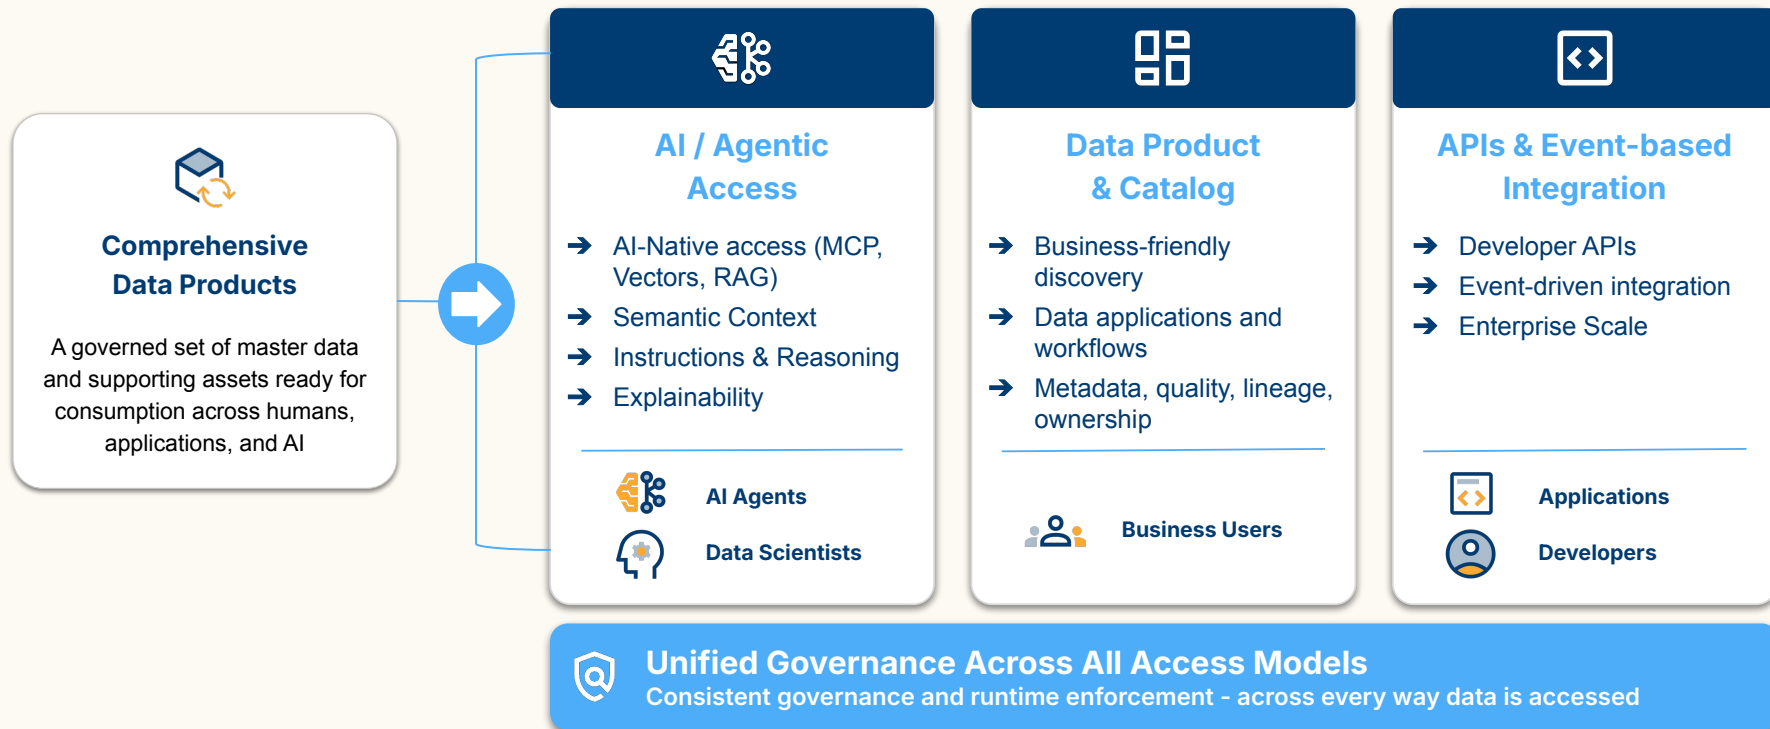 Comprehensive
Data Products
A governed set of master data
and supporting assets ready for
consumption across humans,
applications, and AI
AI / Agentic
Access
AI-Native access (MCP,
Vectors, RAG)
Semantic Context
Instructions & Reasoning
Explainability
AI Agents
Data Scientists
Data Product
& Catalog
Business-friendly
discovery
Data applications and
workflows
Metadata, quality, lineage,
ownership
Business Users
APIs & Event-based
Integration
Developer APIs
Event-driven integration
Enterprise Scale
Applications
Developers
Unified Governance Across All Access Models
Consistent governance and runtime enforcement - across every way data is accessed